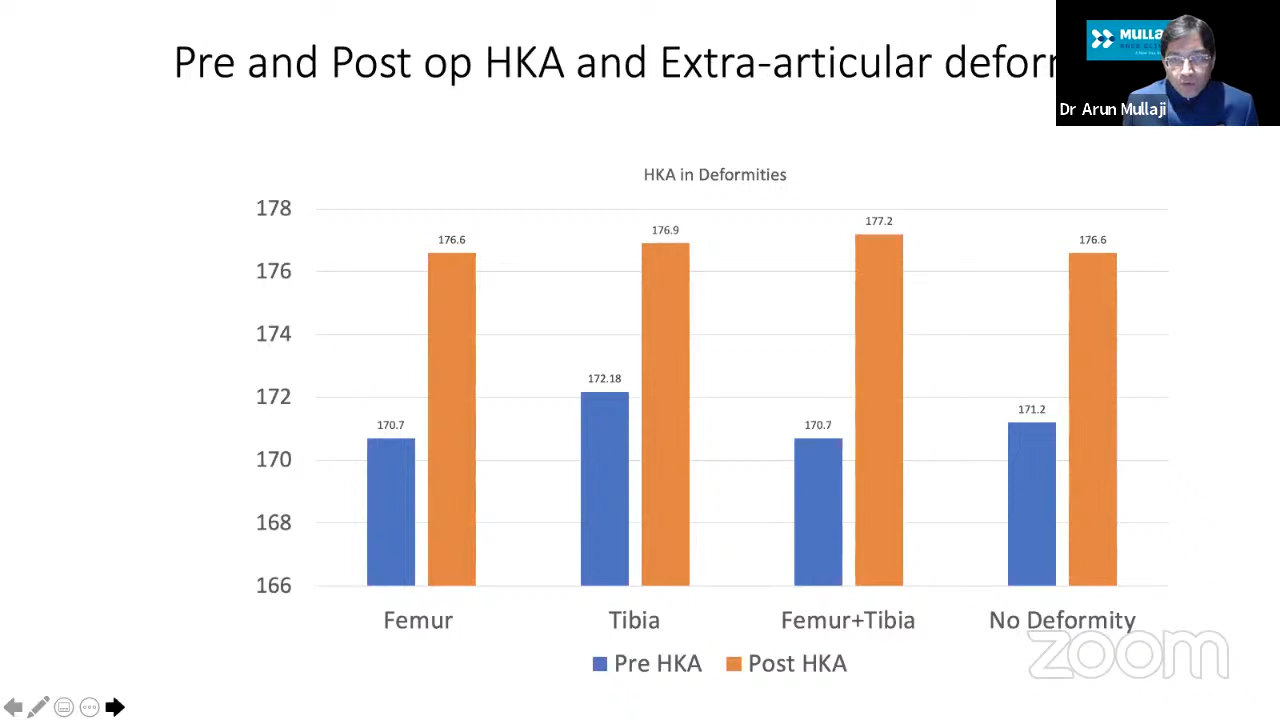 Pre and Post op HKA and Extra-articular defor
MULLA
Dr Arun Mullaji
HKA in Deformities
178
176
174
172
170
168
166
170.7
176.6
172.18
176.9
170.7
177.2
171.2
176.6
Femur
Tibia
Femur+Tibia
No Deformity
Pre HKA
Post HKA
zoom